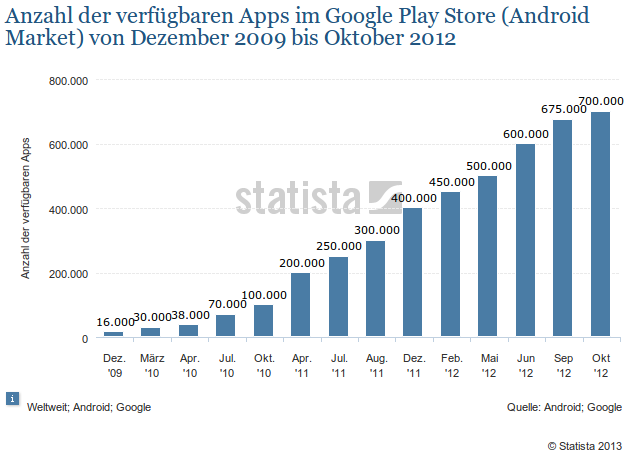 Anzahl der verfügbaren Apps im Google Play Store (Android
Market) von Dezember 2009 bis Oktober 2012
Anzahl der verfügbaren Apps
800.000
600.000
400.000
200.000
0
statista
16.000 30.000 38.000 70.000 100.000 200.000 250.000 300.000 400.000 450.000 500.000 600.000 675.000 700.000
Dez. März Apr. Jul. Okt. Apr. Jul. Aug. Dez. Feb. Mai Jun Sep Okt
'09 '10 '10 '10 '10 '11 '11 '11 '11 '12 '12 '12 '12 '12
i Weltweit; Android; Google Quelle: Android; Google
© Statista 2013